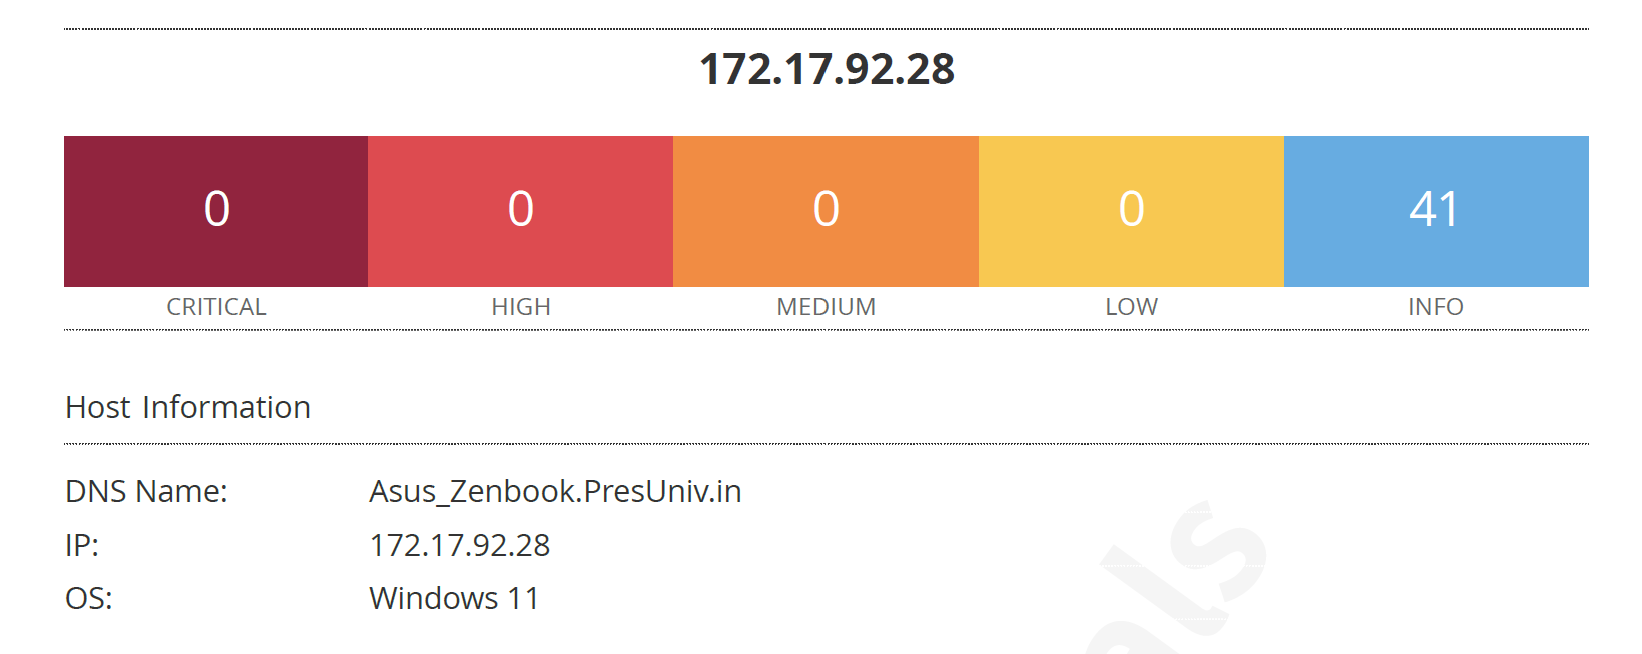 172.17.92.28
0 0 0 0 41
CRITICAL HIGH MEDIUM LOW INFO
Host Information
DNS Name: Asus_Zenbook.PresUniv.in
IP: 172.17.92.28
OS: Windows 11
als